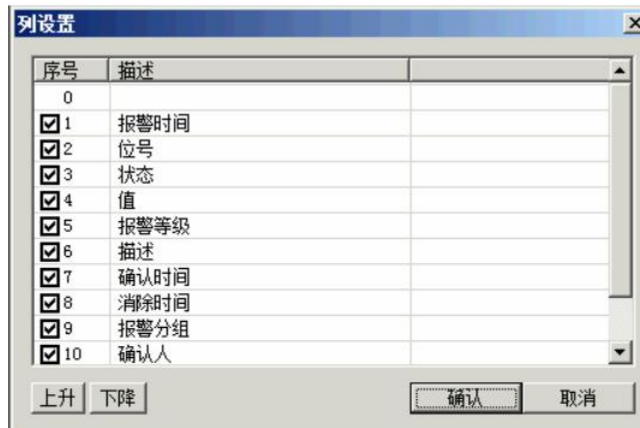 列设置
序号 描述
0
1 报警时间
2 位号
3 状态
4 值
5 报警等级
6 描述
7 确认时间
8 消除时间
9 报警分组
10 确认人
上升 下降 确认 取消